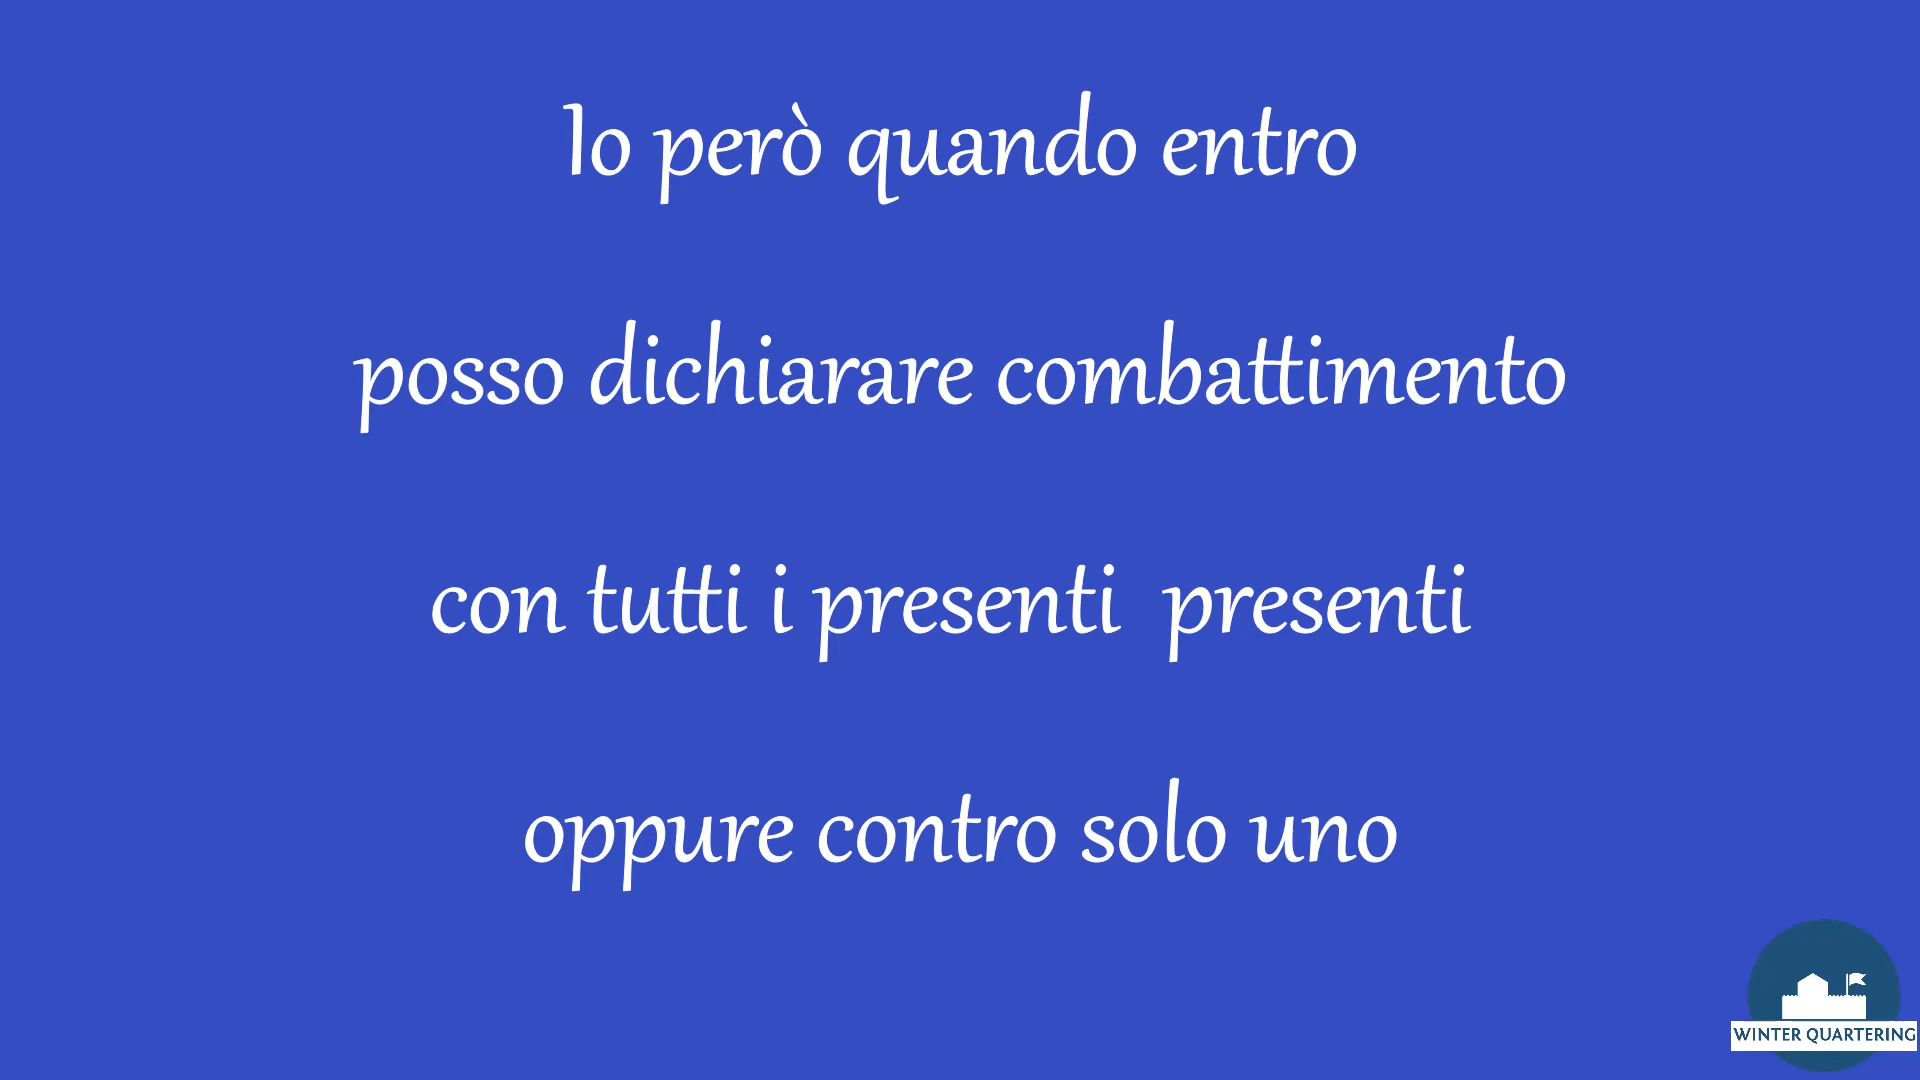 Io però quando entro
posso dichiarare combattimento
con tutti i presenti  presenti
oppure contro solo uno
WINTER QUARTERING